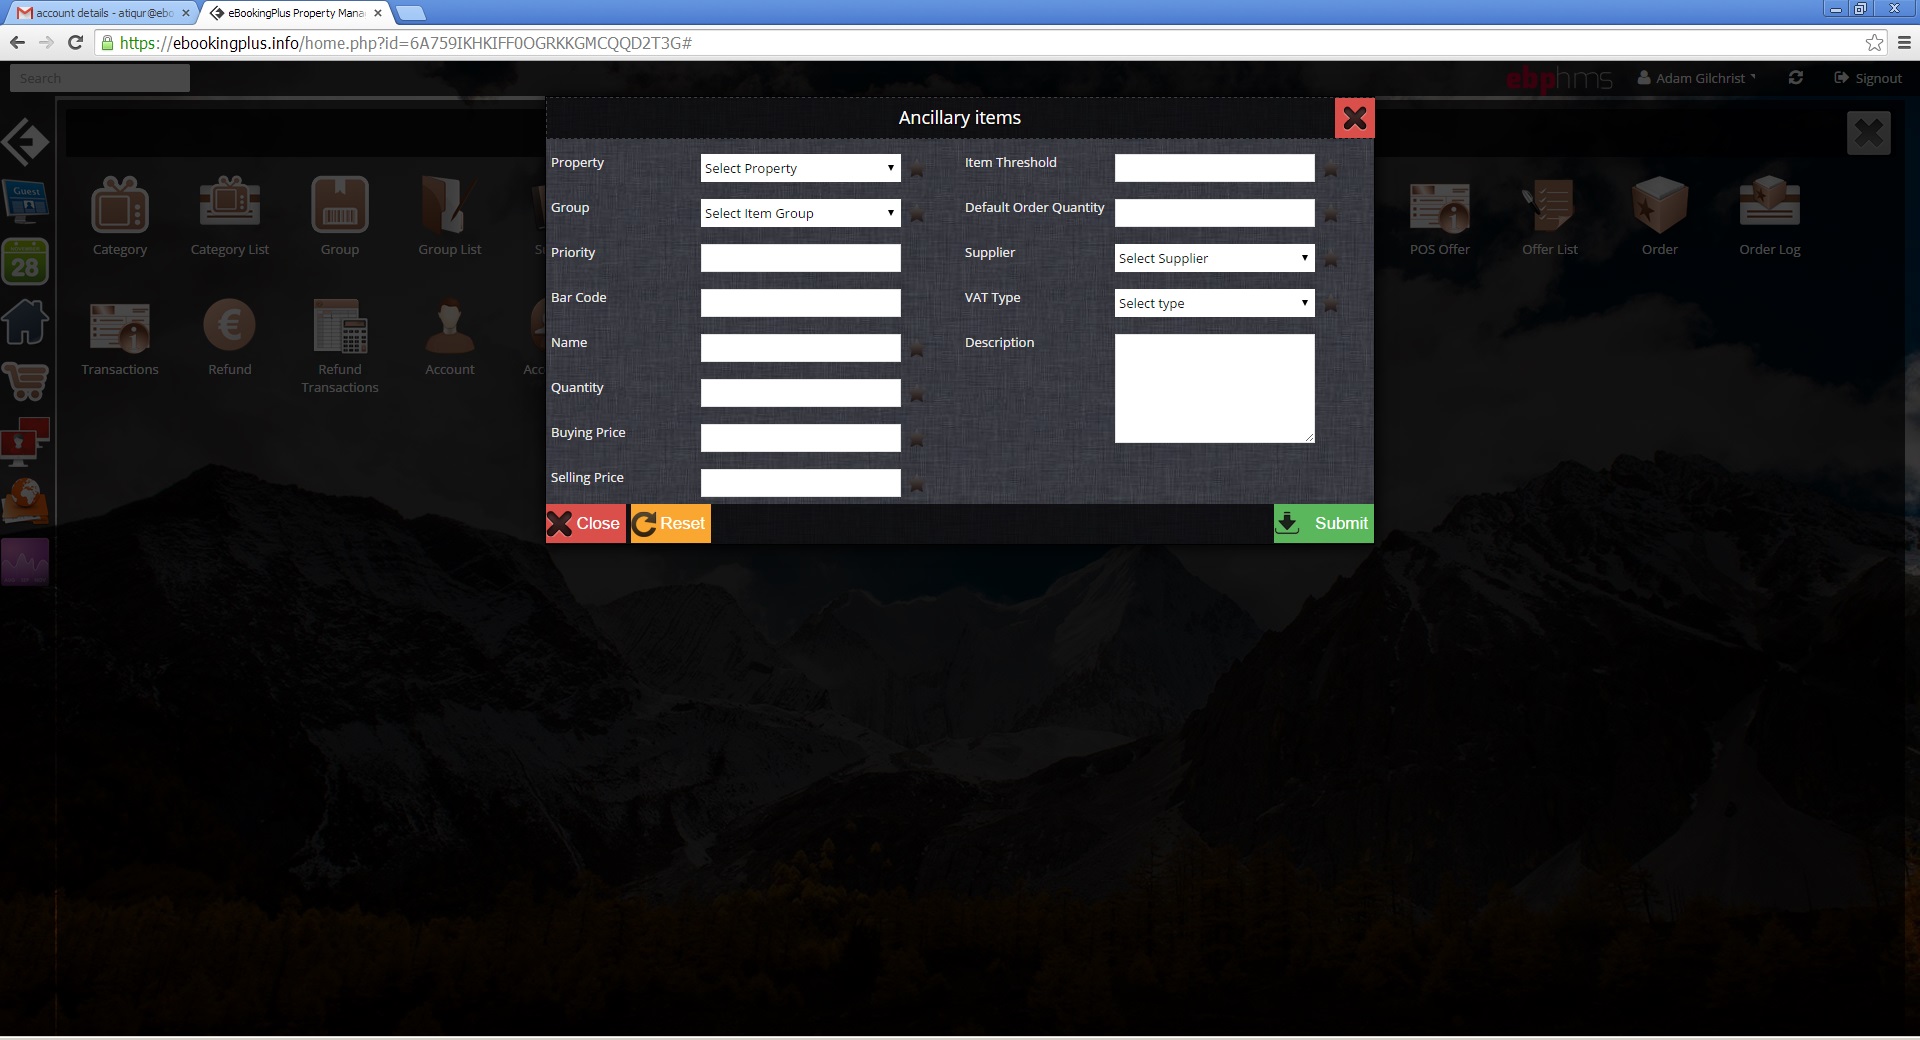 account details - atiqur@ebo
eBookingPlus Property Mana
https://ebookingplus.info/home.php?id=6A759IKHKIFF0OGRKKGMCQQD2T3G#
Search
ebphms
Adam Gilchrist
Signout
Ancillary items
Guest
28
Category
Category List
Group
Group List
POS Offer
Offer List
Order
Order Log
Transactions
Refund
Refund
Transactions
Account
Acc
Property
Select Property
Group
Select Item Group
Priority
Bar Code
Name
Quantity
Buying Price
Selling Price
Item Threshold
Default Order Quantity
Supplier
Select Supplier
VAT Type
Select type
Description
Close
Reset
Submit